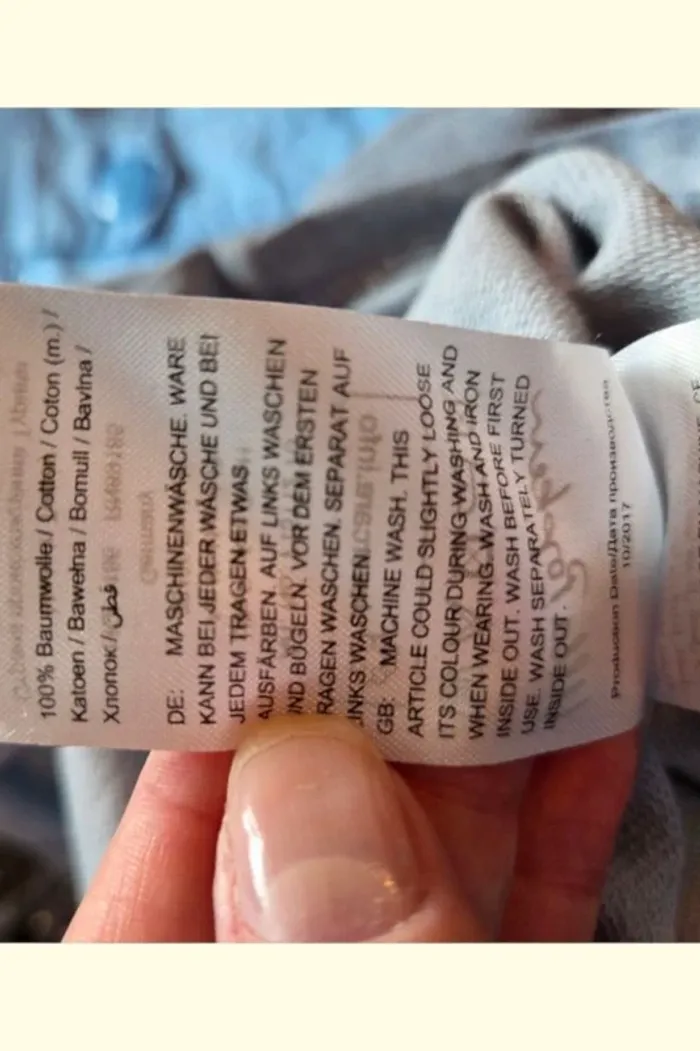 100% Baumwolle / Cotton / Coton (m.) /
Katoen / Bawełna / Bomull / Bavlna /
Хлопок / قطن
DE: MASCHINENWÄSCHE. WARE
KANN BEI JEDER WÄSCHE UND BEI
JEDEM TRAGEN ETWAS
AUSFÄRBEN. AUF LINKS WASCHEN
UND BÜGELN. VOR DEM ERSTEN
RAGEN WASCHEN. SEPARAT AUF
INKS WASCHEN.
GB: MACHINE WASH. THIS
ARTICLE COULD SLIGHTLY LOOSE
ITS COLOUR DURING WASHING AND
WHEN WEARING. WASH AND IRON
INSIDE OUT. WASH BEFORE FIRST
USE. WASH SEPARATELY TURNED
INSIDE OUT.
Production Date/Дата производства
10/2017